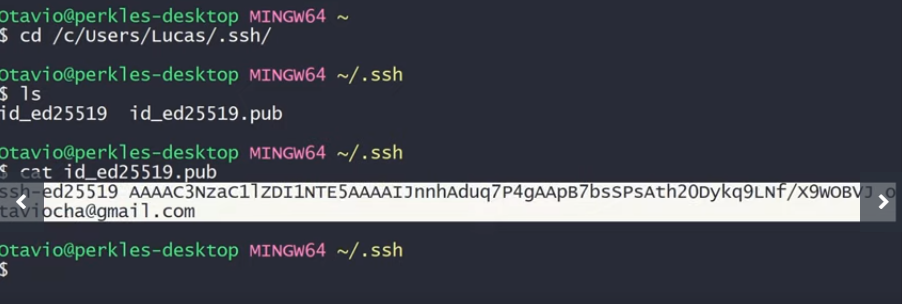 Otavio@perkles-desktop MINGW64 ~
$ cd /c/Users/Lucas/.ssh/
Otavio@perkles-desktop MINGW64 ~/.ssh
$ ls
id_ed25519 id_ed25519.pub
Otavio@perkles-desktop MINGW64 ~/.ssh
$ cat id_ed25519.pub
ssh-ed25519 AAAAC3NzaC1lZDI1NTE5AAAAIJnnhAduq7P4gAApB7bsSPsAth2ODykq9LNf/X9WOBVJ o
taviocha@gmail.com
Otavio@perkles-desktop MINGW64 ~/.ssh
$